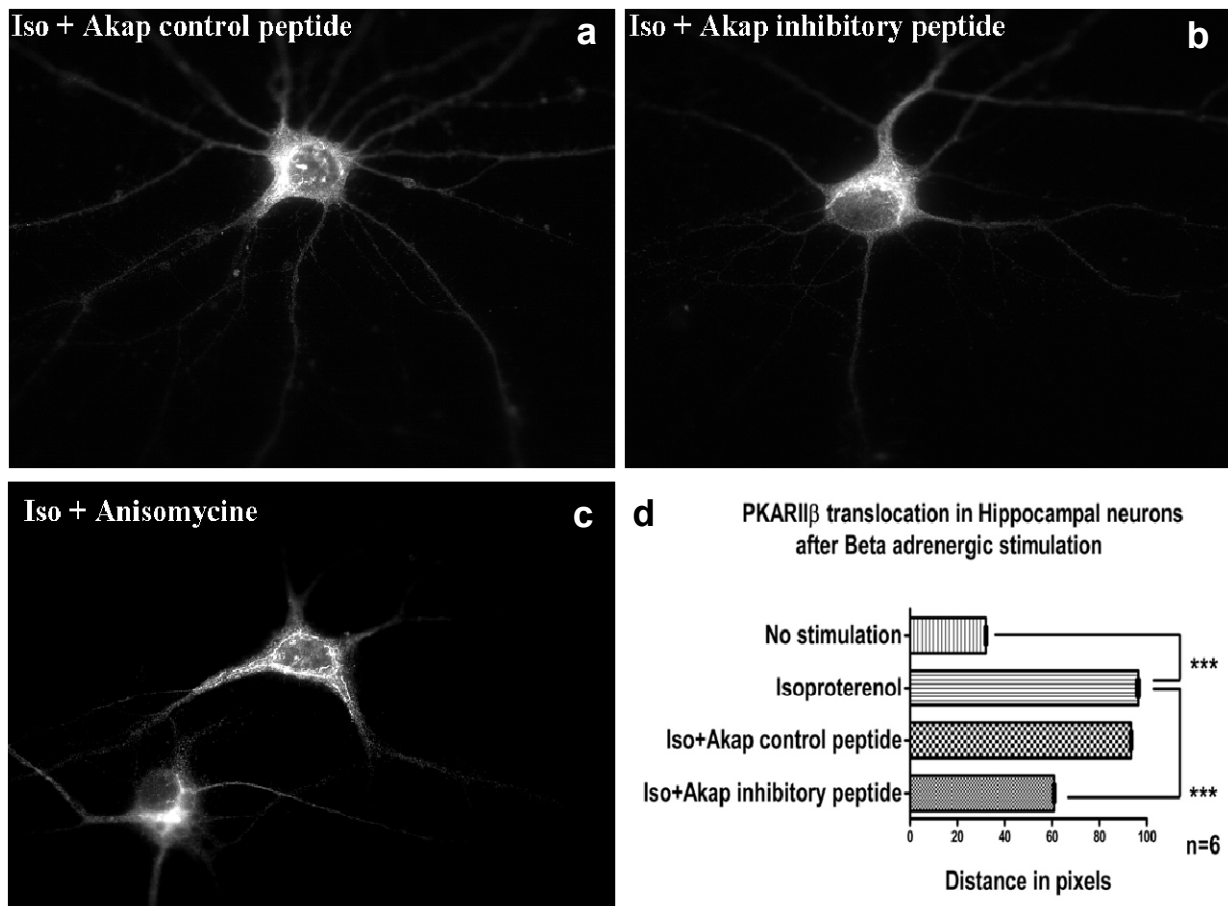 Iso + Akap control peptide
a
Iso + Akap inhibitory peptide
b
Iso + Anisomycine
c
d
PKARIIβ translocation in Hippocampal neurons
after Beta adrenergic stimulation
No stimulation
Isoproterenol
Iso+Akap control peptide
Iso+Akap inhibitory peptide
***
***
0 20 40 60 80 100
n=6
Distance in pixels